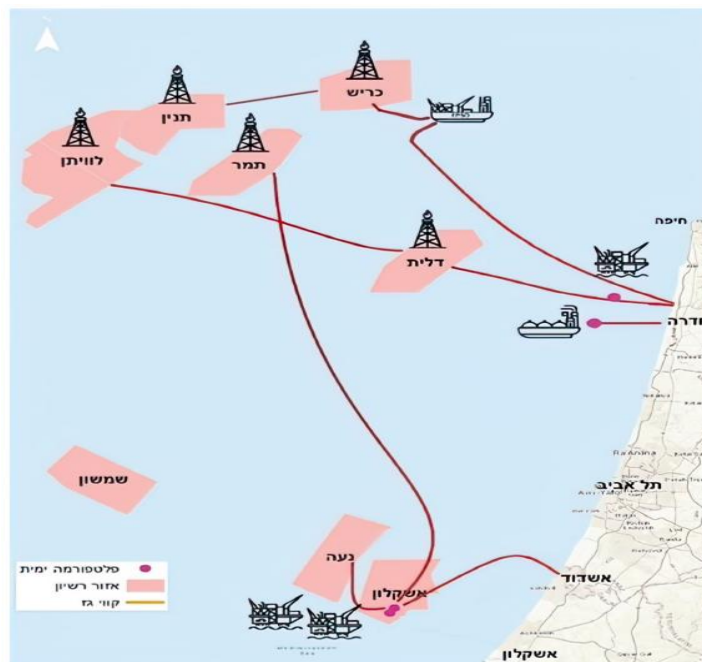 כריש
תנין
לוויתן
תמר
FPSO
חיפה
דלית
חדרה
שמשון
תל אביב
נעה
אשקלון
אשדוד
אשקלון
פלטפורמה ימית
אזור רשיון
קווי גז